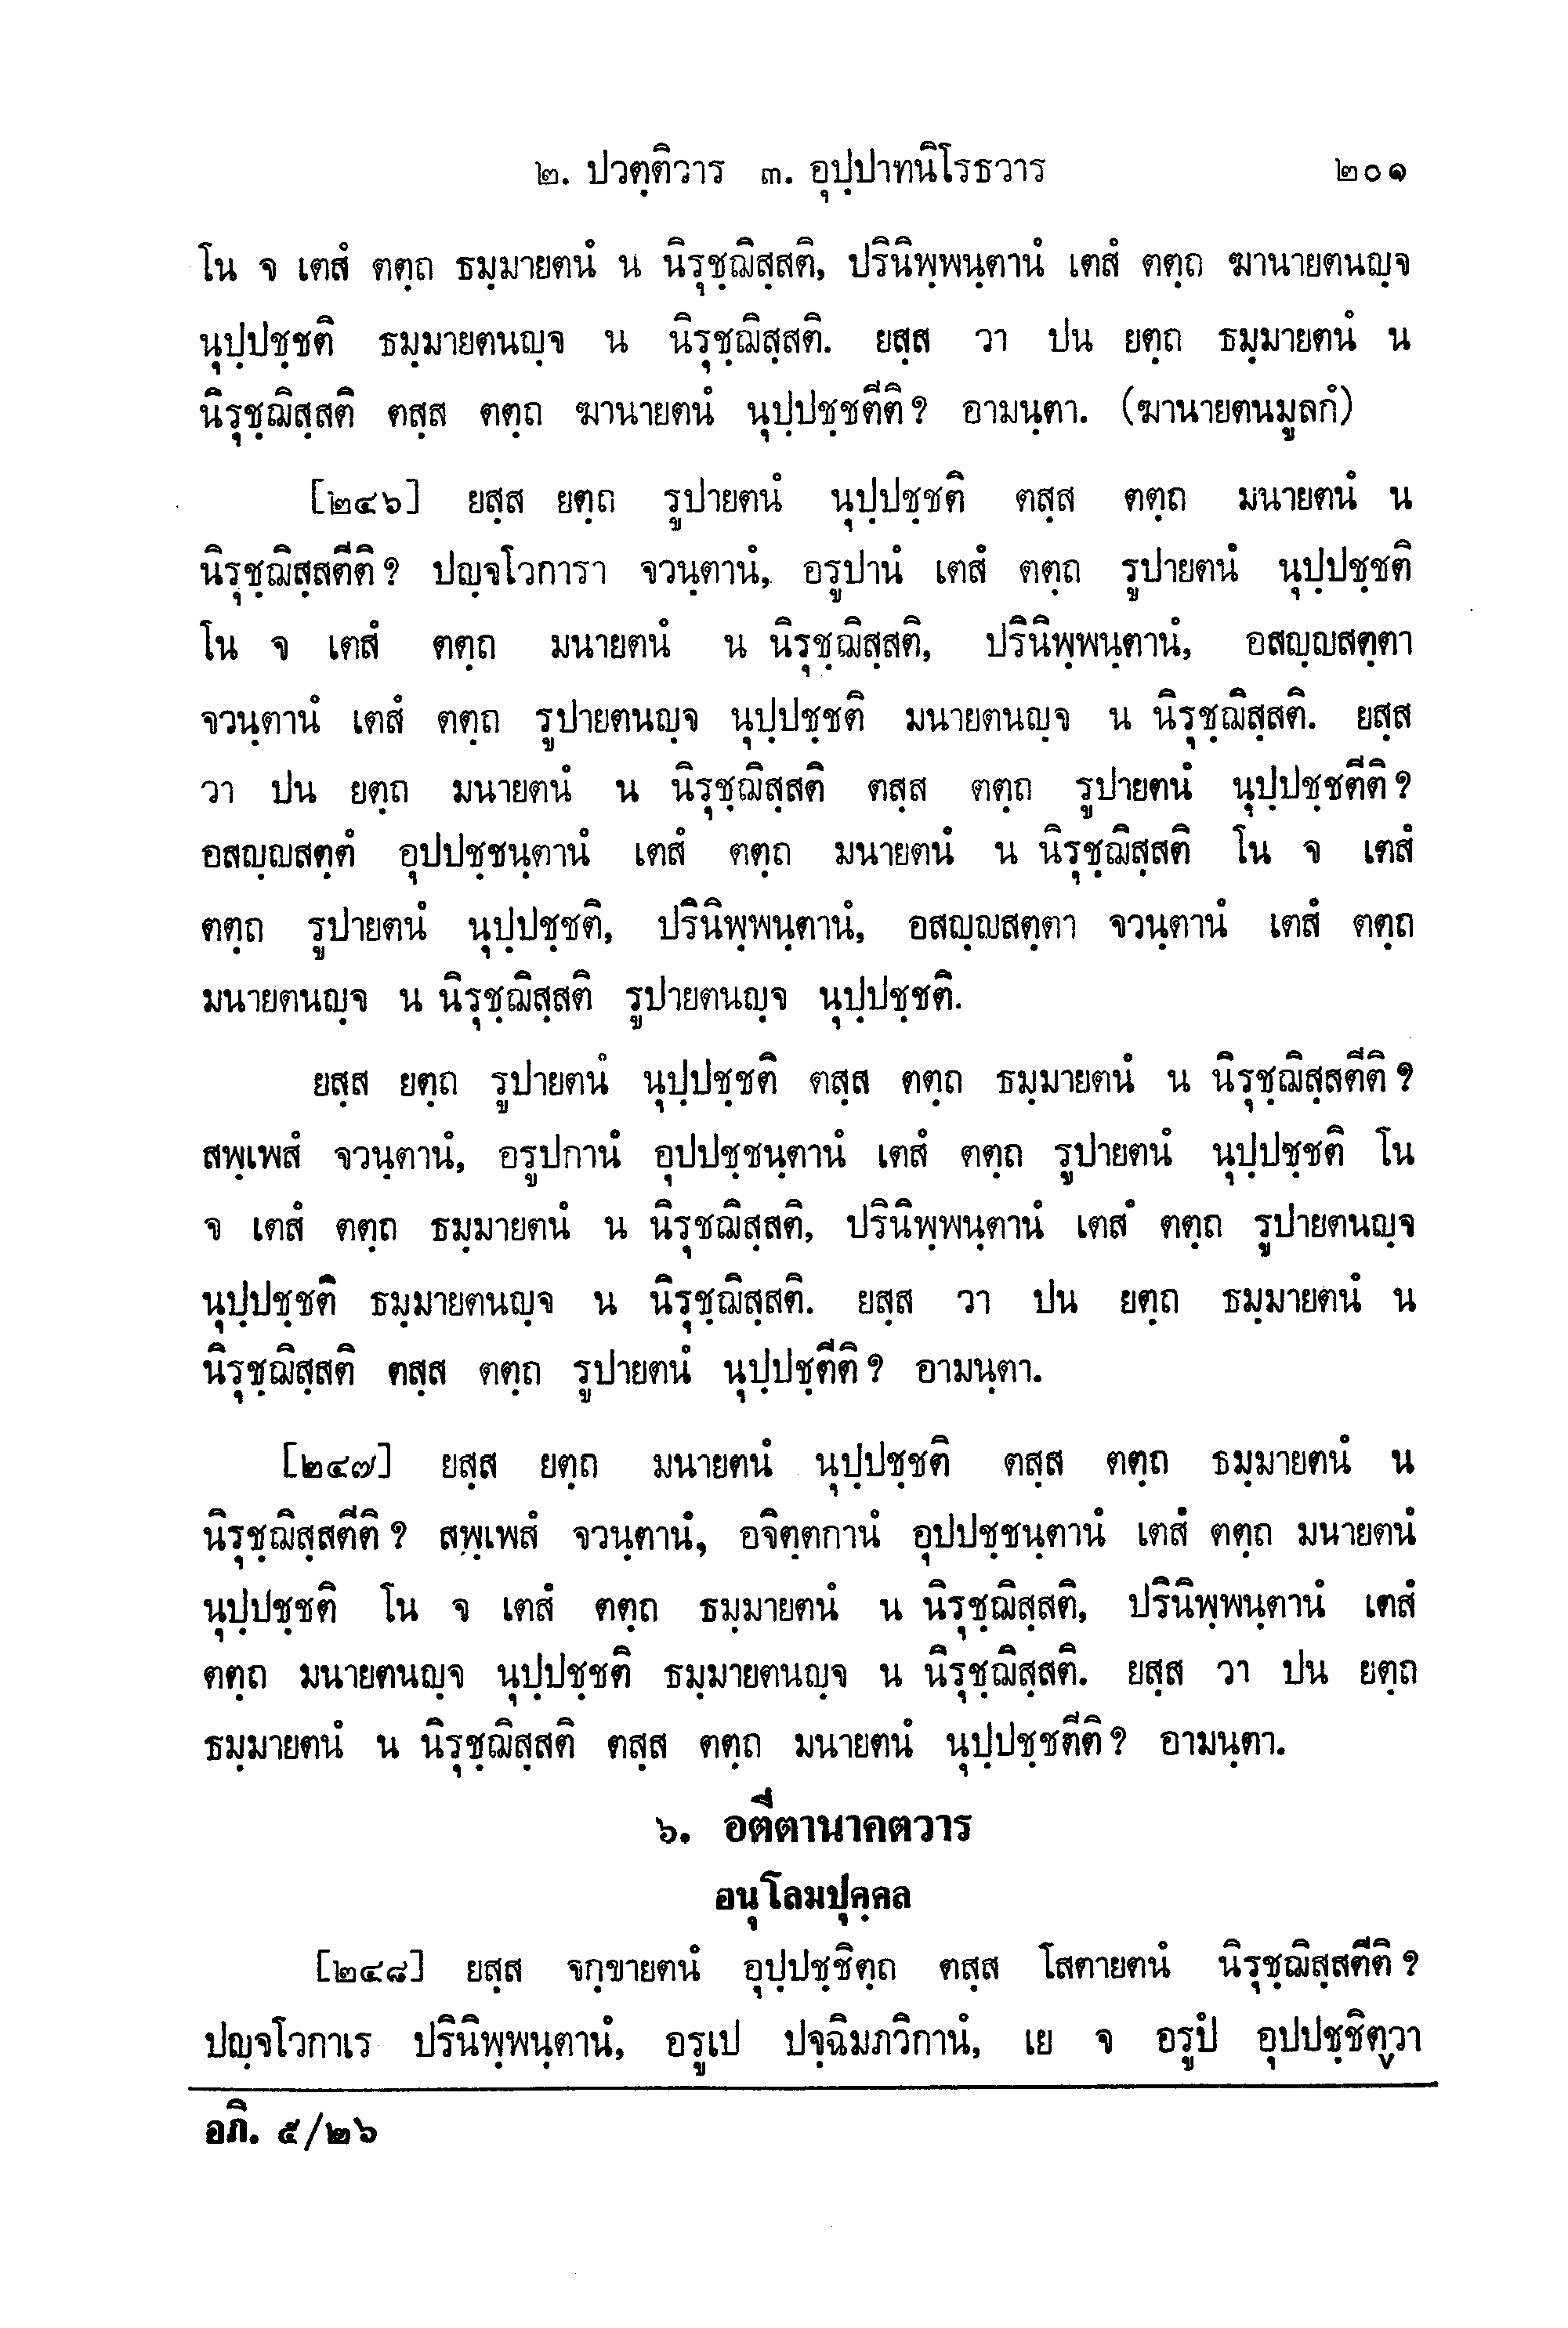 ๒. ปวตฺติวาร ๓. อุปฺปาทนิโรธวาร ๒๐๑
โน จ เตสํ ตตฺถ ธมฺมายตนํ น นิรุชฺฌิสฺสติ, ปรินิพฺพนฺตานํ เตสํ ตตฺถ ฆานายตนญฺจ
นุปฺปชฺชติ ธมฺมายตนญฺจ น นิรุชฺฌิสฺสติ. ยสฺส วา ปน ยตฺถ ธมฺมายตนํ น
นิรุชฺฌิสฺสติ ตสฺส ตตฺถ ฆานายตนํ นุปฺปชฺชตีติ? อามนฺตา. (ฆานายตนมูลกํ)
[๒๔๖] ยสฺส ยตฺถ รูปายตนํ นุปฺปชฺชติ ตสฺส ตตฺถ มนายตนํ น
นิรุชฺฌิสฺสตีติ? ปญฺจโวการา จวนฺตานํ, อรูปานํ เตสํ ตตฺถ รูปายตนํ นุปฺปชฺชติ
โน จ เตสํ ตตฺถ มนายตนํ น นิรุชฺฌิสฺสติ, ปรินิพฺพนฺตานํ, อสญฺญสตฺตา
จวนฺตานํ เตสํ ตตฺถ รูปายตนญฺจ นุปฺปชฺชติ มนายตนญฺจ น นิรุชฺฌิสฺสติ. ยสฺส
วา ปน ยตฺถ มนายตนํ น นิรุชฺฌิสฺสติ ตสฺส ตตฺถ รูปายตนํ นุปฺปชฺชตีติ?
อสญฺญสตฺตํ อุปปชฺชนฺตานํ เตสํ ตตฺถ มนายตนํ น นิรุชฺฌิสฺสติ โน จ เตสํ
ตตฺถ รูปายตนํ นุปฺปชฺชติ, ปรินิพฺพนฺตานํ, อสญฺญสตฺตา จวนฺตานํ เตสํ ตตฺถ
มนายตนญฺจ น นิรุชฺฌิสฺสติ รูปายตนญฺจ นุปฺปชฺชติ.
ยสฺส ยตฺถ รูปายตนํ นุปฺปชฺชติ ตสฺส ตตฺถ ธมฺมายตนํ น นิรุชฺฌิสฺสตีติ?
สพฺเพสํ จวนฺตานํ, อรูปกานํ อุปปชฺชนฺตานํ เตสํ ตตฺถ รูปายตนํ นุปฺปชฺชติ โน
จ เตสํ ตตฺถ ธมฺมายตนํ น นิรุชฌิสฺสติ, ปรินิพฺพนฺตานํ เตสํ ตตฺถ รูปายตนญฺจ
นุปฺปชฺชติ ธมฺมายตนญฺจ น นิรุชฺฌิสฺสติ. ยสฺส วา ปน ยตฺถ ธมฺมายตนํ น
นิรุชฺฌิสฺสติ ตสฺส ตตฺถ รูปายตนํ นุปฺปชฺตีติ? อามนฺตา.
[๒๔๗] ยสฺส ยตฺถ มนายตนํ นุปฺปชฺชติ ตสฺส ตตฺถ ธมฺมายตนํ น
นิรุชฺฌิสฺสตีติ? สพฺเพสํ จวนฺตานํ, อจิตฺตกานํ อุปปชฺชนฺตานํ เตสํ ตตฺถ มนายตนํ
นุปฺปชฺชติ โน จ เตสํ ตตฺถ ธมฺมายตนํ น นิรุชฺฌิสฺสติ, ปรินิพฺพนฺตานํ เตสํ
ตตฺถ มนายตนญฺจ นุปฺปชฺชติ ธมฺมายตนญฺจ น นิรุชฺฌิสฺสติ. ยสฺส วา ปน ยตฺถ
ธมฺมายตนํ น นิรุชฺฌิสฺสติ ตสฺส ตตฺถ มนายตนํ นุปฺปชฺชตีติ? อามนฺตา.
๖. อตีตานาคตวาร
อนุโลมปุคฺคล
[๒๔๘] ยสฺส จกฺขายตนํ อุปฺปชฺชิตฺถ ตสฺส โสตายตนํ นิรุชฺฌิสฺสตีติ?
ปญฺจโวกาเร ปรินิพฺพนฺตานํ, อรูเป ปจฺฉิมภวิกานํ, เย จ อรูปํ อุปปชฺชิตฺวา
อภิ. ๕/๒๖